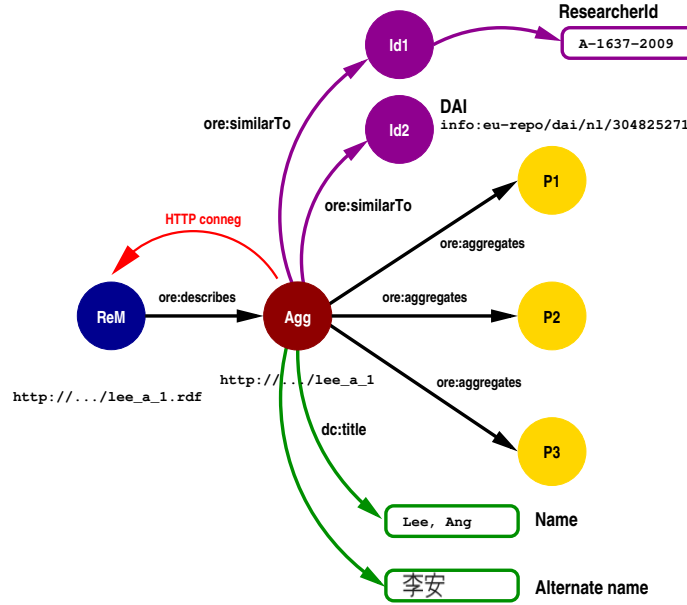 ResearcherId
Id1
A-1637-2009
DAI
ore:similarTo
Id2
info:eu-repo/dai/nl/304825271
P1
ore:similarTo
HTTP conneg
ore:aggregates
ore:describes
ore:aggregates
ReM
Agg
P2
http://.../lee_a_1
ore:aggregates
http://.../lee_a_1.rdf
dc:title
P3
Lee, Ang
Name
李安
Alternate name